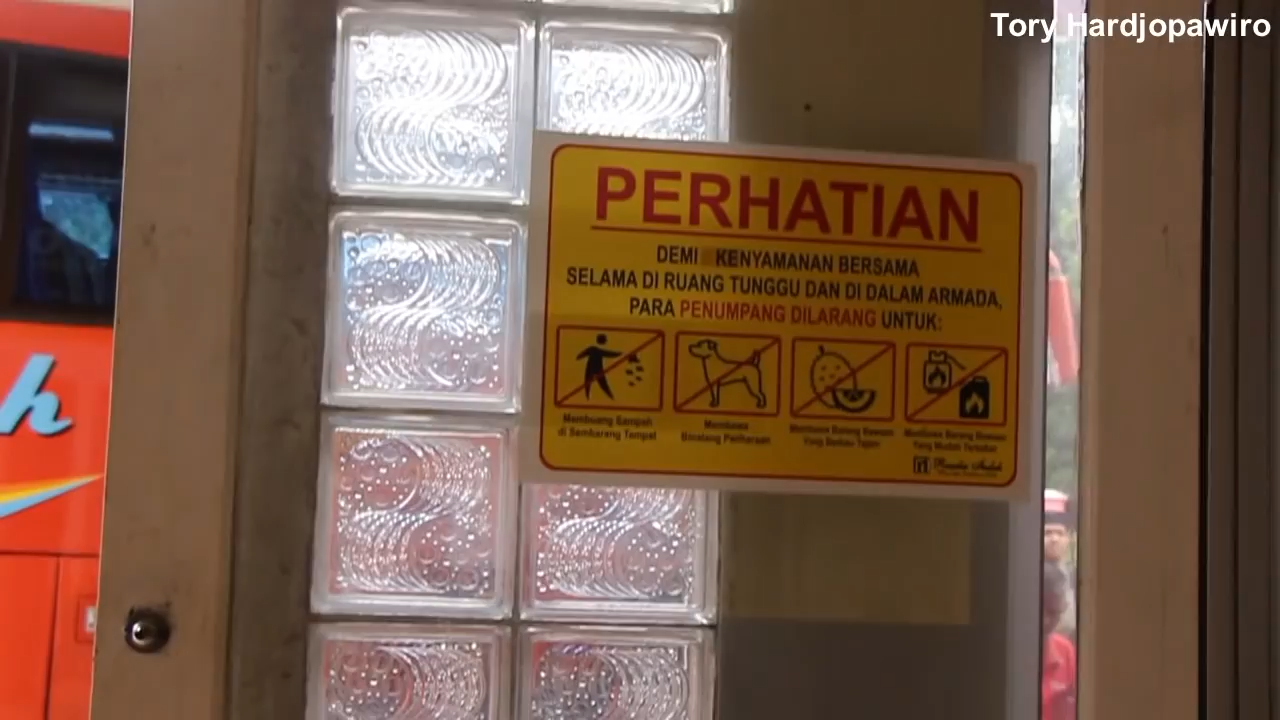 Tory Hardjopawiro
PERHATIAN
DEMI KENYAMANAN BERSAMA
SELAMA DI RUANG TUNGGU DAN DI DALAM ARMADA,
PARA PENUMPANG DILARANG UNTUK:
Membuang Sampah
di Sembarang Tempat
Membawa
Binatang Peliharaan
Membawa Barang Bawaan
Yang Berbau Tajam
Membawa Barang Bawaan
Yang Mudah Terbakar
h